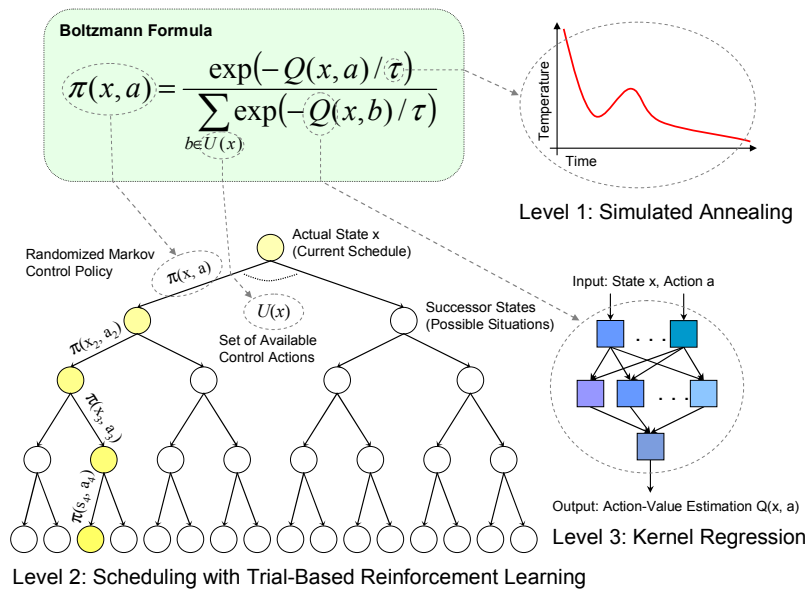 Boltzmann Formula
π(x,a) = exp(−Q(x,a)/τ) / ∑ b∈U(x) exp(−Q(x,b)/τ)
Temperature
Time
Level 1: Simulated Annealing
Actual State x
(Current Schedule)
Randomized Markov
Control Policy
π(x, a)
U(x)
Set of Available
Control Actions
Successor States
(Possible Situations)
π(x₂, a₂)
π(x₃, a₃)
π(s₄, a₄)
Level 2: Scheduling with Trial-Based Reinforcement Learning
Input: State x, Action a
. . .
. . .
Output: Action-Value Estimation Q(x, a)
Level 3: Kernel Regression